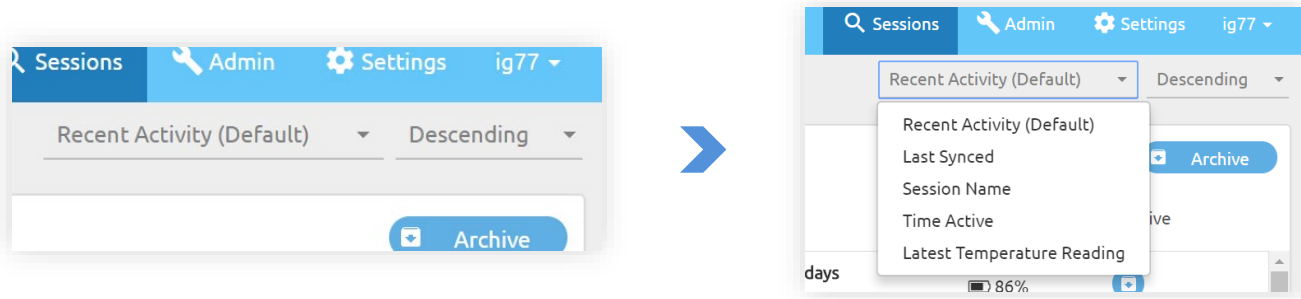 Sessions Admin Settings ig77
Recent Activity (Default) Descending
Archive
Sessions Admin Settings ig77
Recent Activity (Default) Descending
Recent Activity (Default)
Last Synced
Archive
Session Name
Time Active
ive
Latest Temperature Reading
days
86%